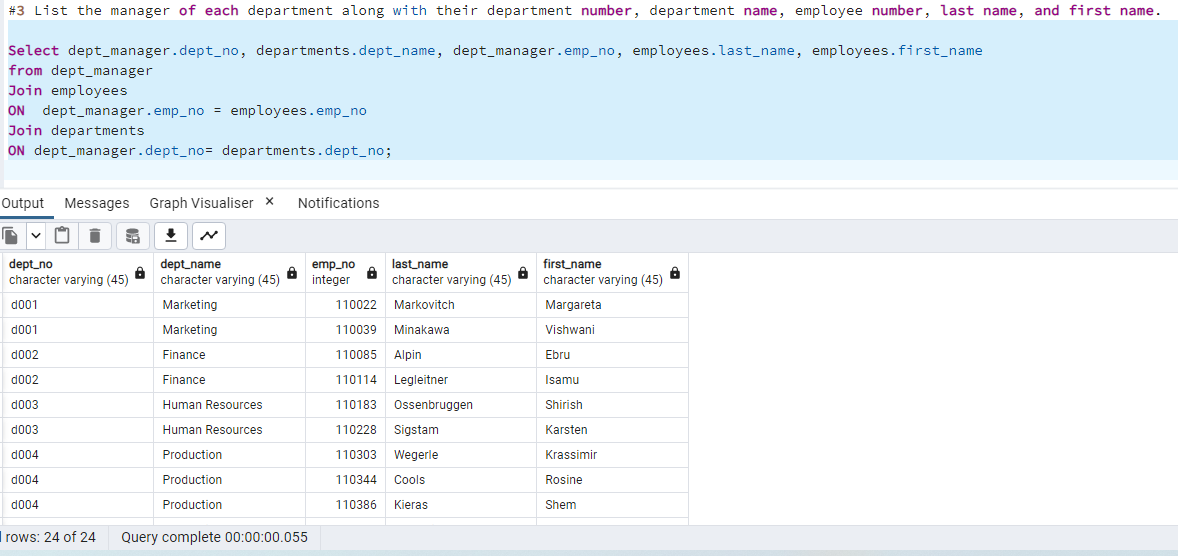 #3 List the manager of each department along with their department number, department name, employee number, last name, and first name.
Select dept_manager.dept_no, departments.dept_name, dept_manager.emp_no, employees.last_name, employees.first_name
from dept_manager
Join employees
ON  dept_manager.emp_no = employees.emp_no
Join departments
ON dept_manager.dept_no= departments.dept_no;
Output Messages Graph Visualiser × Notifications
dept_no dept_name emp_no last_name first_name
character varying (45) character varying (45) integer character varying (45) character varying (45)
d001 Marketing 110022 Markovitch Margareta
d001 Marketing 110039 Minakawa Vishwani
d002 Finance 110085 Alpin Ebru
d002 Finance 110114 Legleitner Isamu
d003 Human Resources 110183 Ossenbruggen Shirish
d003 Human Resources 110228 Sigstam Karsten
d004 Production 110303 Wegerle Krassimir
d004 Production 110344 Cools Rosine
d004 Production 110386 Kieras Shem
rows: 24 of 24 Query complete 00:00:00.055